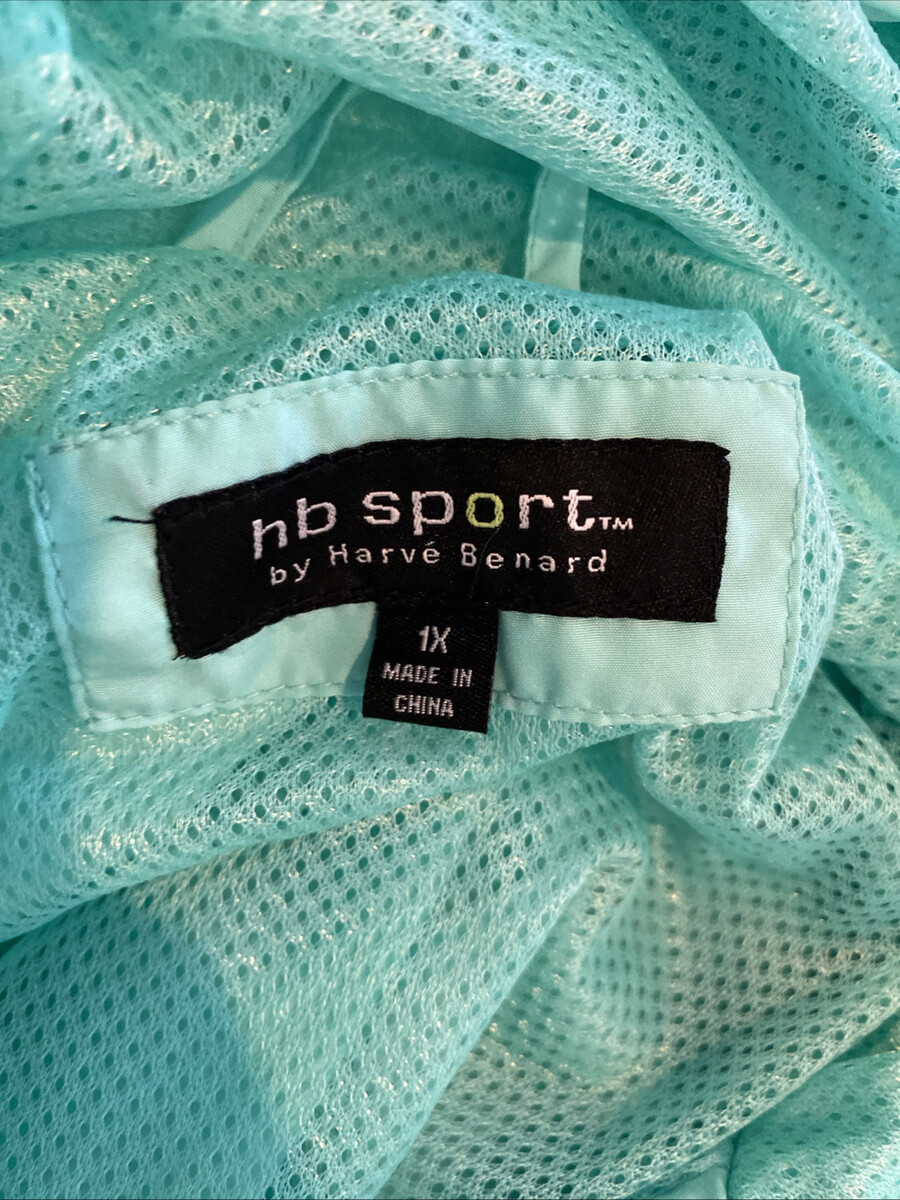 hb sport™
by Harvé Benard
1X
MADE IN
CHINA